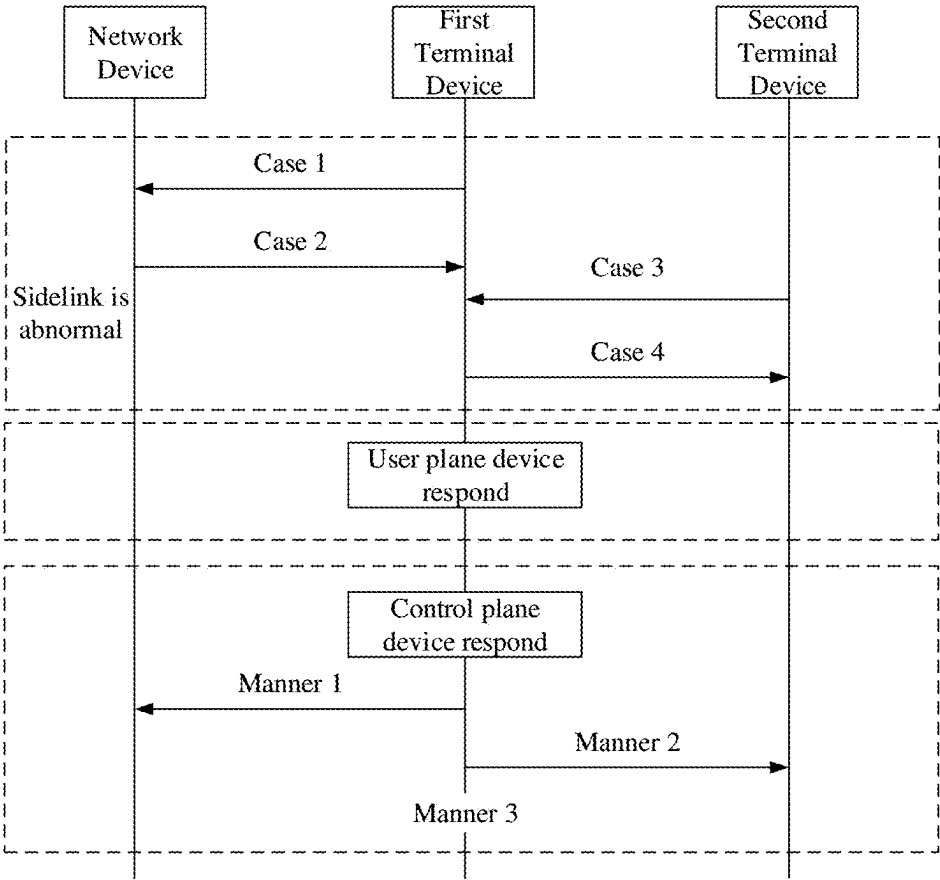 Network
Device
First
Terminal
Device
Second
Terminal
Device
Case 1
Case 2
Case 3
Sidelink is
abnormal
Case 4
User plane device
respond
Control plane
device respond
Manner 1
Manner 2
Manner 3